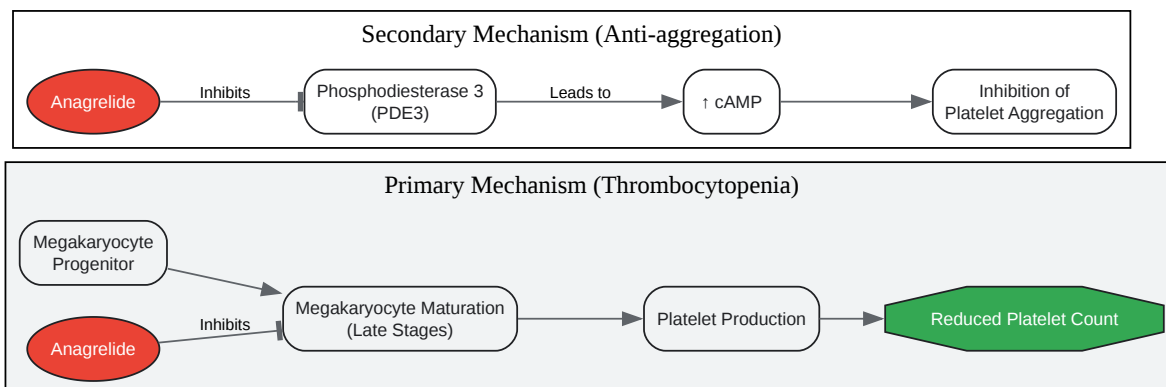 Secondary Mechanism (Anti-aggregation)
Anagrelide
Inhibits
Phosphodiesterase 3
(PDE3)
Leads to
↑ cAMP
Inhibition of
Platelet Aggregation
Primary Mechanism (Thrombocytopenia)
Megakaryocyte
Progenitor
Anagrelide
Inhibits
Megakaryocyte Maturation
(Late Stages)
Platelet Production
Reduced Platelet Count